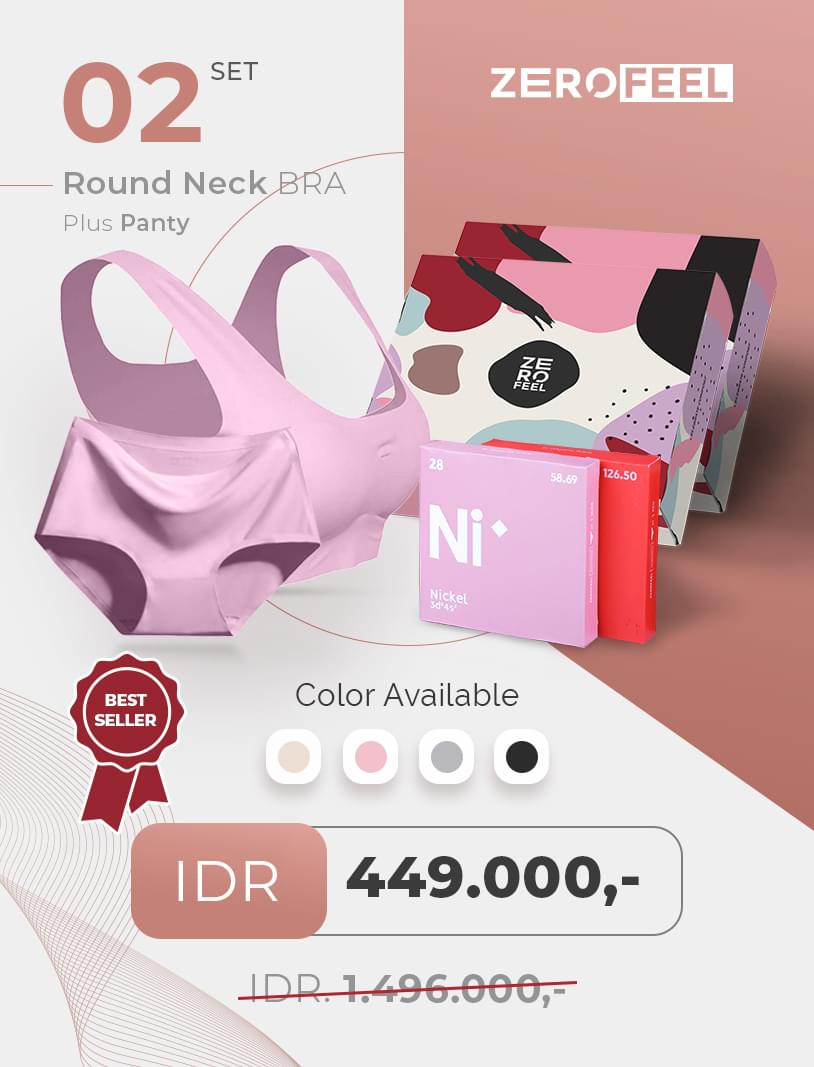 02 SET
Round Neck BRA
Plus Panty
ZEROFEEL
ZE
RO
FEEL
28
58.69
Ni
Nickel
3d⁸4s²
126.50
BEST
SELLER
Color Available
IDR 449.000,-
IDR. 1.496.000,-